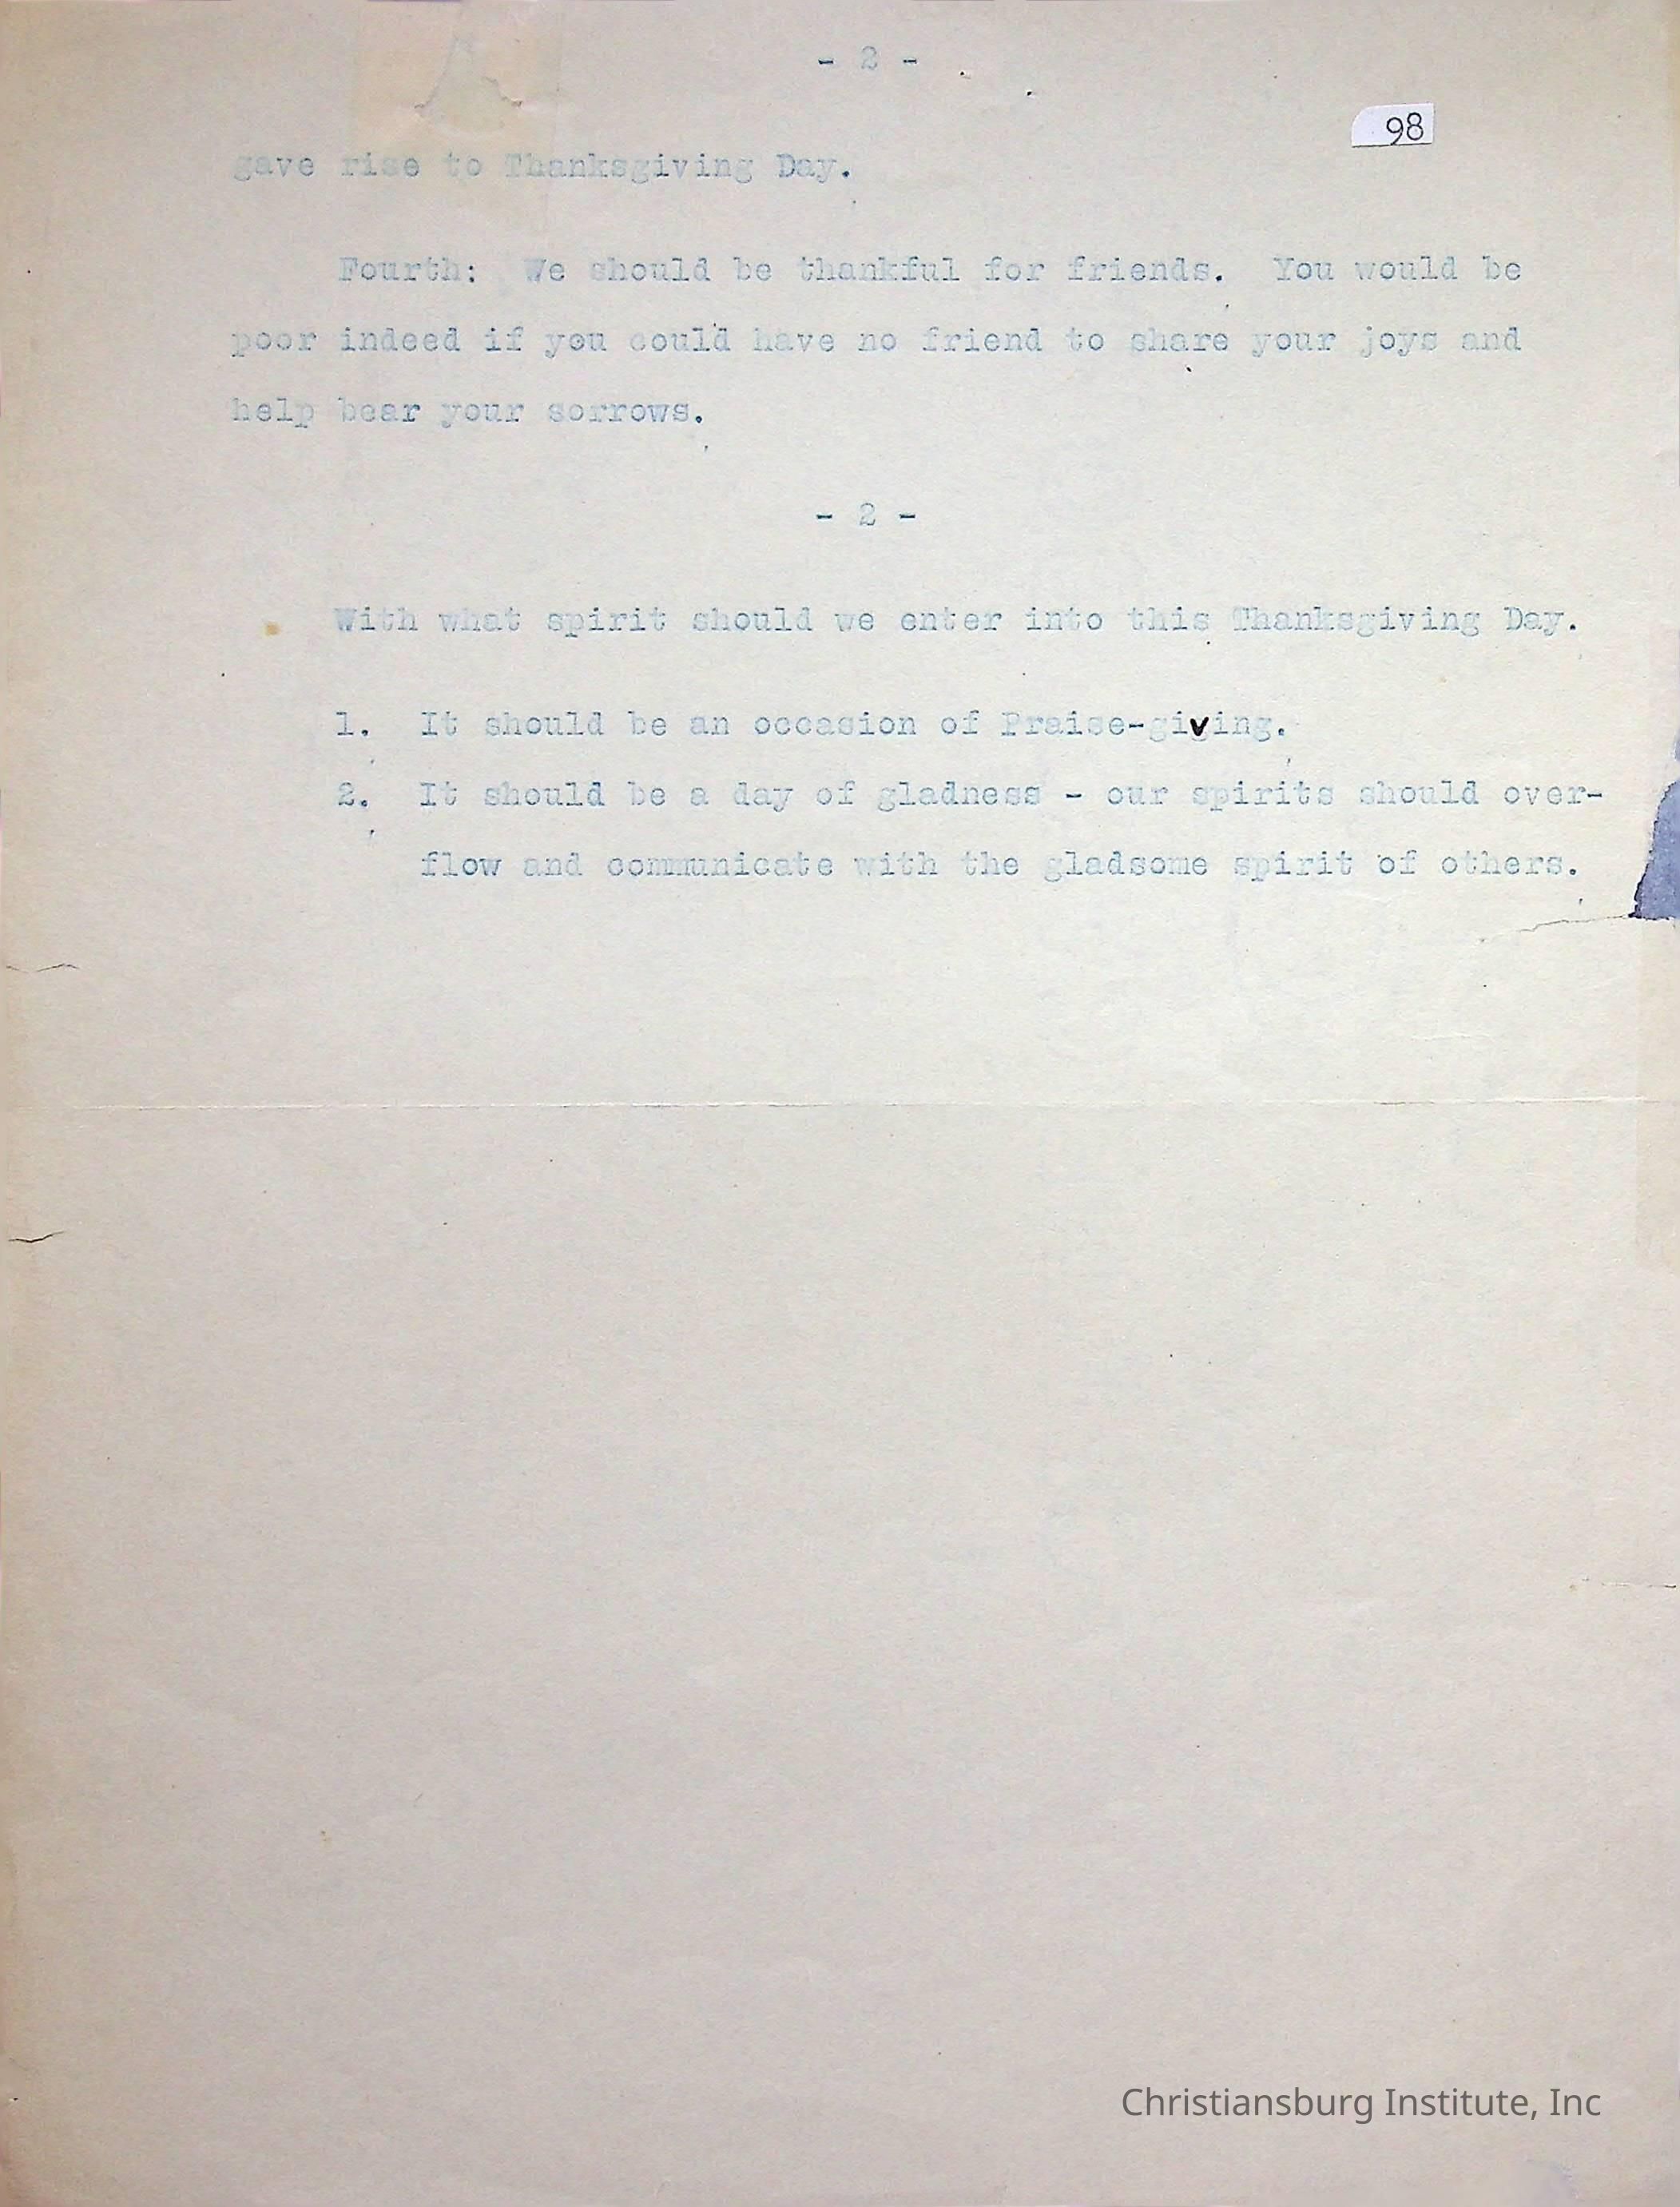 - 2 -
98
gave rise to Thanksgiving Day.
Fourth: We should be thankful for friends. You would be
poor indeed if you could have no friend to share your joys and
help bear your sorrows.
- 2 -
With what spirit should we enter into this Thanksgiving Day.
1. It should be an occasion of Praise-giving.
2. It should be a day of gladness - our spirits should over-
flow and communicate with the gladsome spirit of others.
Christiansburg Institute, Inc